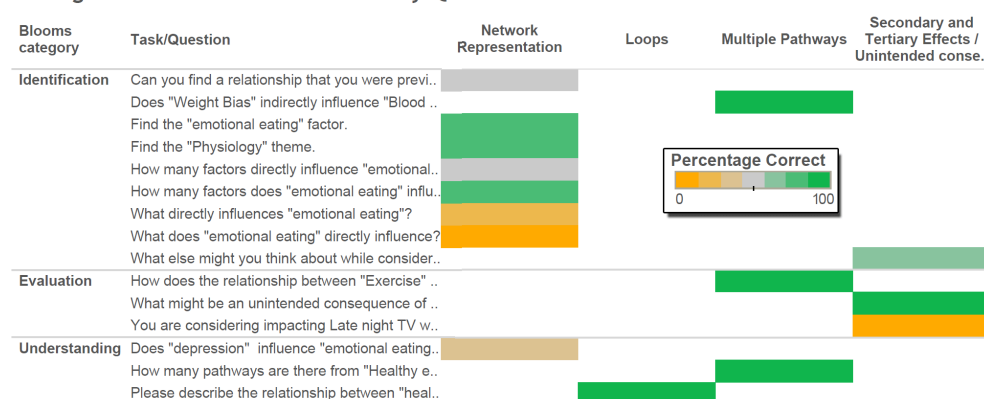 Blooms category
Task/Question
Network Representation
Loops
Multiple Pathways
Secondary and Tertiary Effects / Unintended conse.
Identification
Can you find a relationship that you were previ..
Does "Weight Bias" indirectly influence "Blood ..
Find the "emotional eating" factor.
Find the "Physiology" theme.
How many factors directly influence "emotional..
How many factors does "emotional eating" influ..
What directly influences "emotional eating"?
What does "emotional eating" directly influence?
What else might you think about while consider..
Percentage Correct
0 100
Evaluation
How does the relationship between "Exercise" ..
What might be an unintended consequence of ..
You are considering impacting Late night TV w..
Understanding
Does "depression" influence "emotional eating..
How many pathways are there from "Healthy e..
Please describe the relationship between "heal..